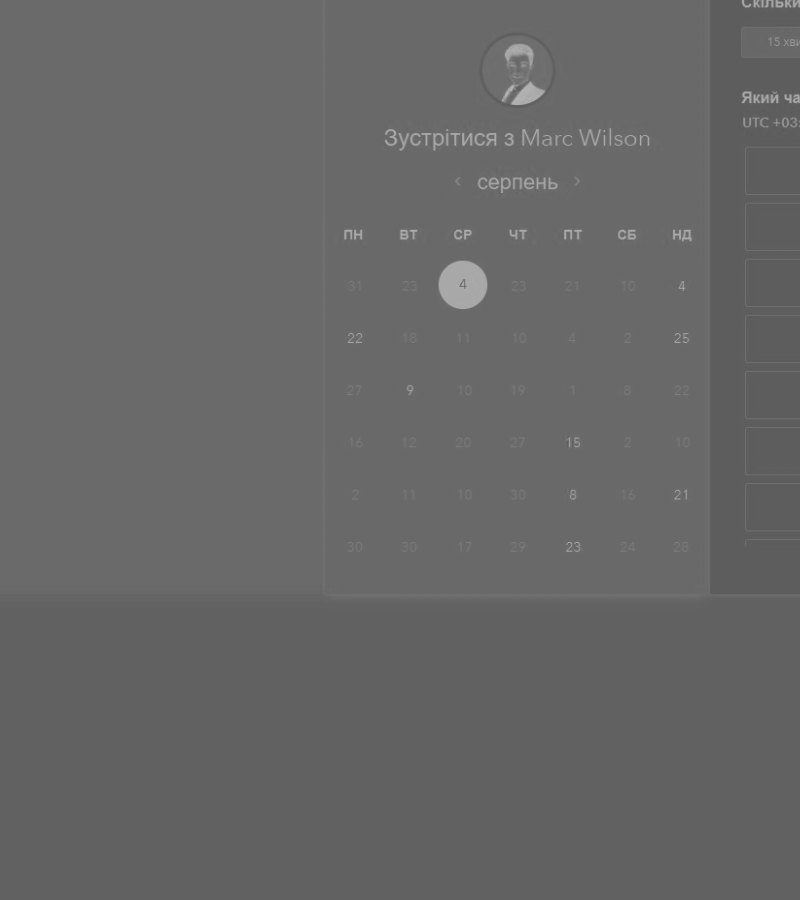 Скільки
15 хви
Зустрітися з Marc Wilson
Який ча
UTC +03:
серпень
ПН ВТ СР ЧТ ПТ СБ НД
31 23 4 23 21 10 4
22 18 11 10 4 2 25
27 9 10 19 1 8 22
16 12 20 27 15 2 10
2 11 10 30 8 16 21
30 30 17 29 23 24 28